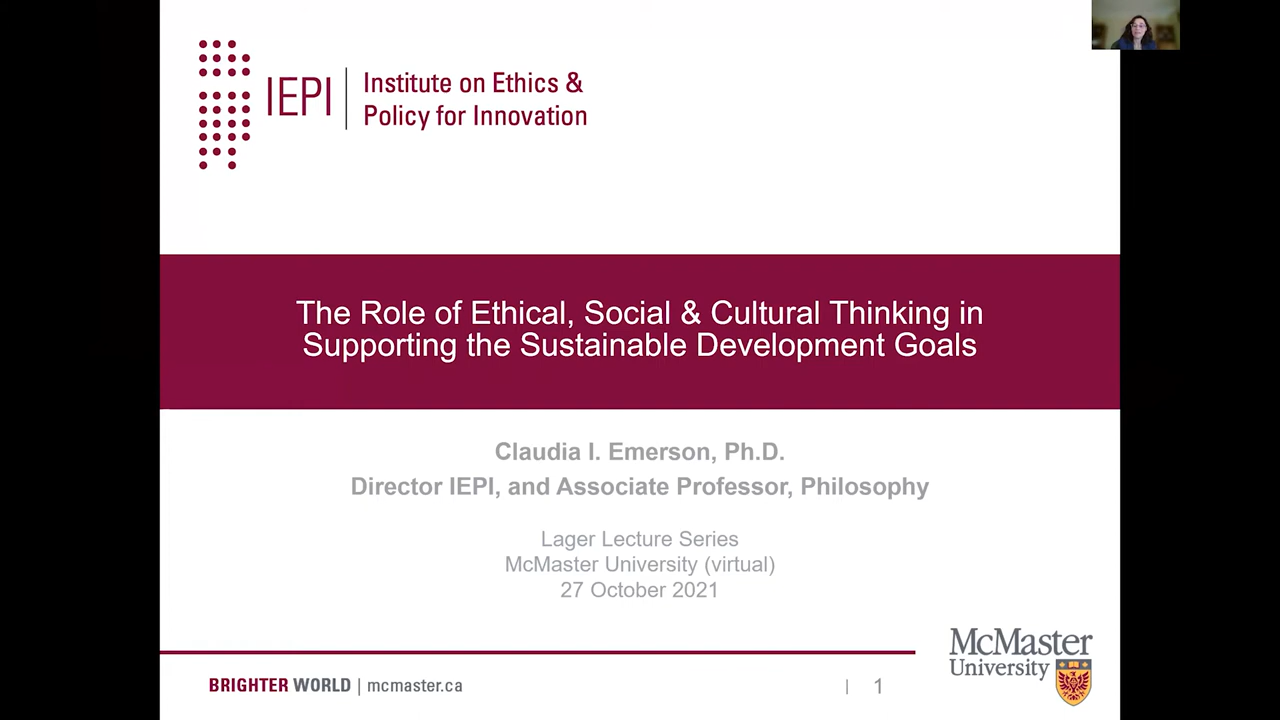 IEPI
Institute on Ethics &
Policy for Innovation
The Role of Ethical, Social & Cultural Thinking in
Supporting the Sustainable Development Goals
Claudia I. Emerson, Ph.D.
Director IEPI, and Associate Professor, Philosophy
Lager Lecture Series
McMaster University (virtual)
27 October 2021
BRIGHTER WORLD | mcmaster.ca
| 1
McMaster
University